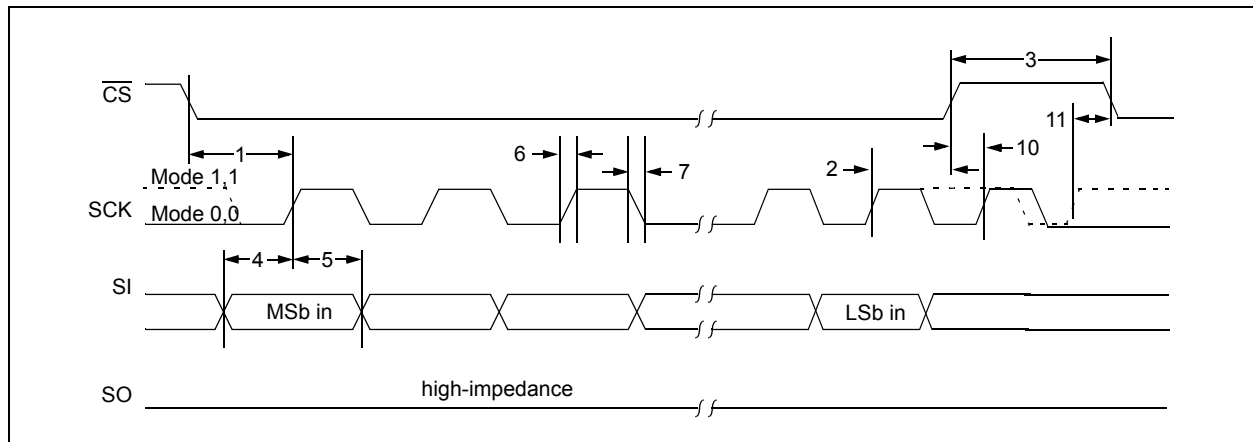 3
CS
11
1
6
2
10
7
Mode 1,1
SCK
Mode 0,0
4
5
SI
MSb in
LSb in
SO
high-impedance